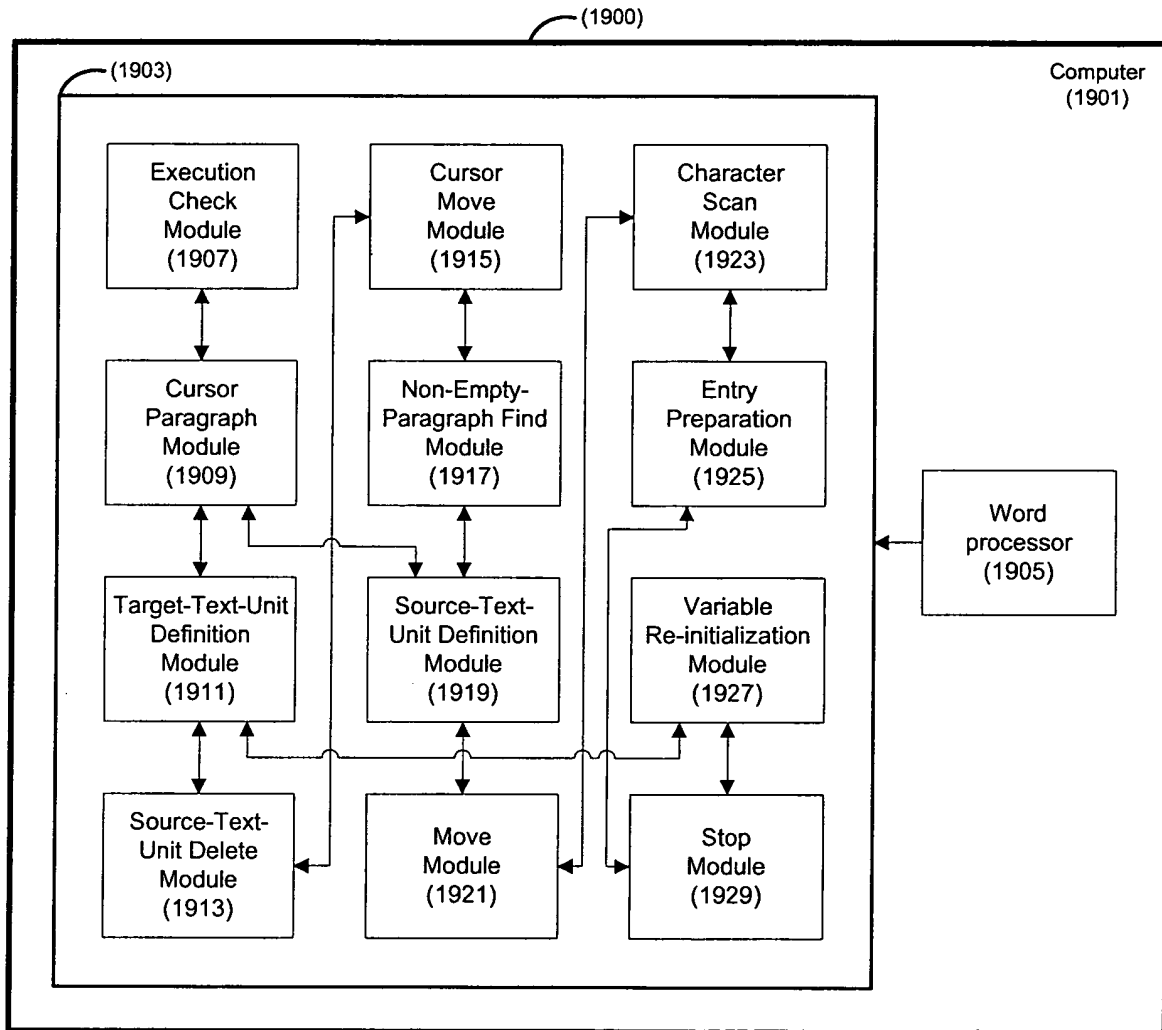 (1900)
(1903)
Computer
(1901)
Execution
Check
Module
(1907)
Cursor
Move
Module
(1915)
Character
Scan
Module
(1923)
Cursor
Paragraph
Module
(1909)
Non-Empty-
Paragraph Find
Module
(1917)
Entry
Preparation
Module
(1925)
Word
processor
(1905)
Target-Text-Unit
Definition
Module
(1911)
Source-Text-
Unit Definition
Module
(1919)
Variable
Re-initialization
Module
(1927)
Source-Text-
Unit Delete
Module
(1913)
Move
Module
(1921)
Stop
Module
(1929)